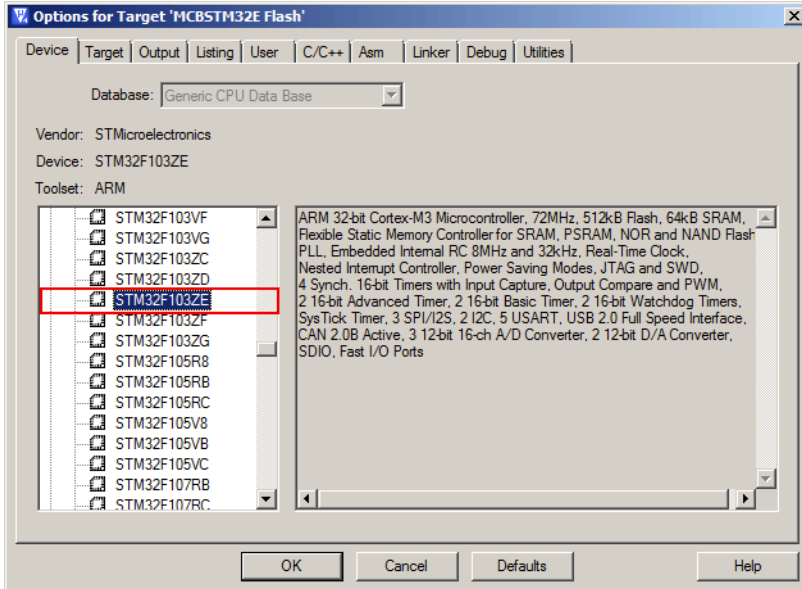 Options for Target 'MCBSTM32E Flash'
Device Target Output Listing User C/C++ Asm Linker Debug Utilities
Database: Generic CPU Data Base
Vendor: STMicroelectronics
Device: STM32F103ZE
Toolset: ARM
STM32F103VF
STM32F103VG
STM32F103ZC
STM32F103ZD
STM32F103ZE
STM32F103ZF
STM32F103ZG
STM32F105R8
STM32F105RB
STM32F105RC
STM32F105V8
STM32F105VB
STM32F105VC
STM32F107RB
STM32F107RC
ARM 32-bit Cortex-M3 Microcontroller, 72MHz, 512kB Flash, 64kB SRAM,
Flexible Static Memory Controller for SRAM, PSRAM, NOR and NAND Flash
PLL, Embedded Internal RC 8MHz and 32kHz, Real-Time Clock,
Nested Interrupt Controller, Power Saving Modes, JTAG and SWD,
4 Synch. 16-bit Timers with Input Capture, Output Compare and PWM,
2 16-bit Advanced Timer, 2 16-bit Basic Timer, 2 16-bit Watchdog Timers,
SysTick Timer, 3 SPI/I2S, 2 I2C, 5 USART, USB 2.0 Full Speed Interface,
CAN 2.0B Active, 3 12-bit 16-ch A/D Converter, 2 12-bit D/A Converter,
SDIO, Fast I/O Ports
OK Cancel Defaults Help